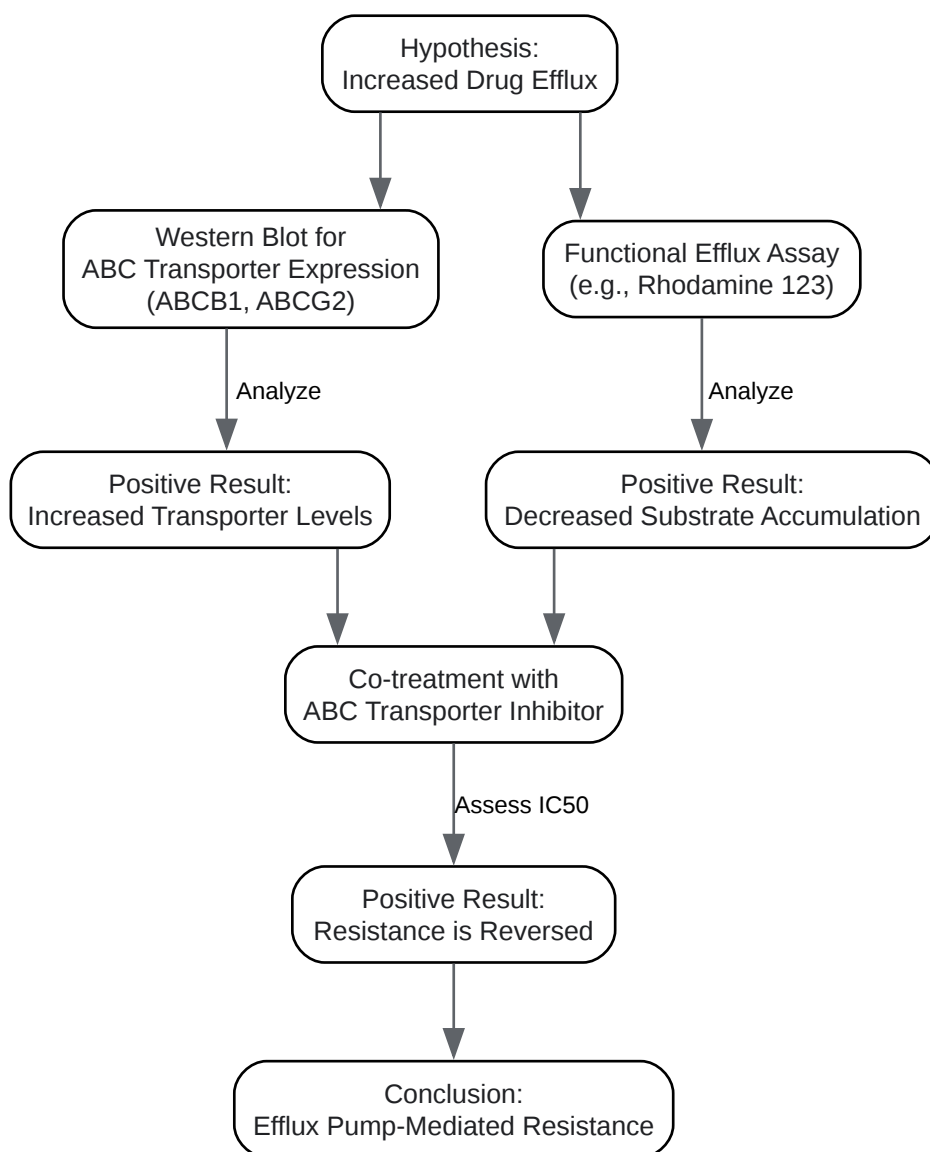 Hypothesis:
Increased Drug Efflux
Western Blot for
ABC Transporter Expression
(ABCB1, ABCG2)
Functional Efflux Assay
(e.g., Rhodamine 123)
Analyze
Analyze
Positive Result:
Increased Transporter Levels
Positive Result:
Decreased Substrate Accumulation
Co-treatment with
ABC Transporter Inhibitor
Assess IC50
Positive Result:
Resistance is Reversed
Conclusion:
Efflux Pump-Mediated Resistance